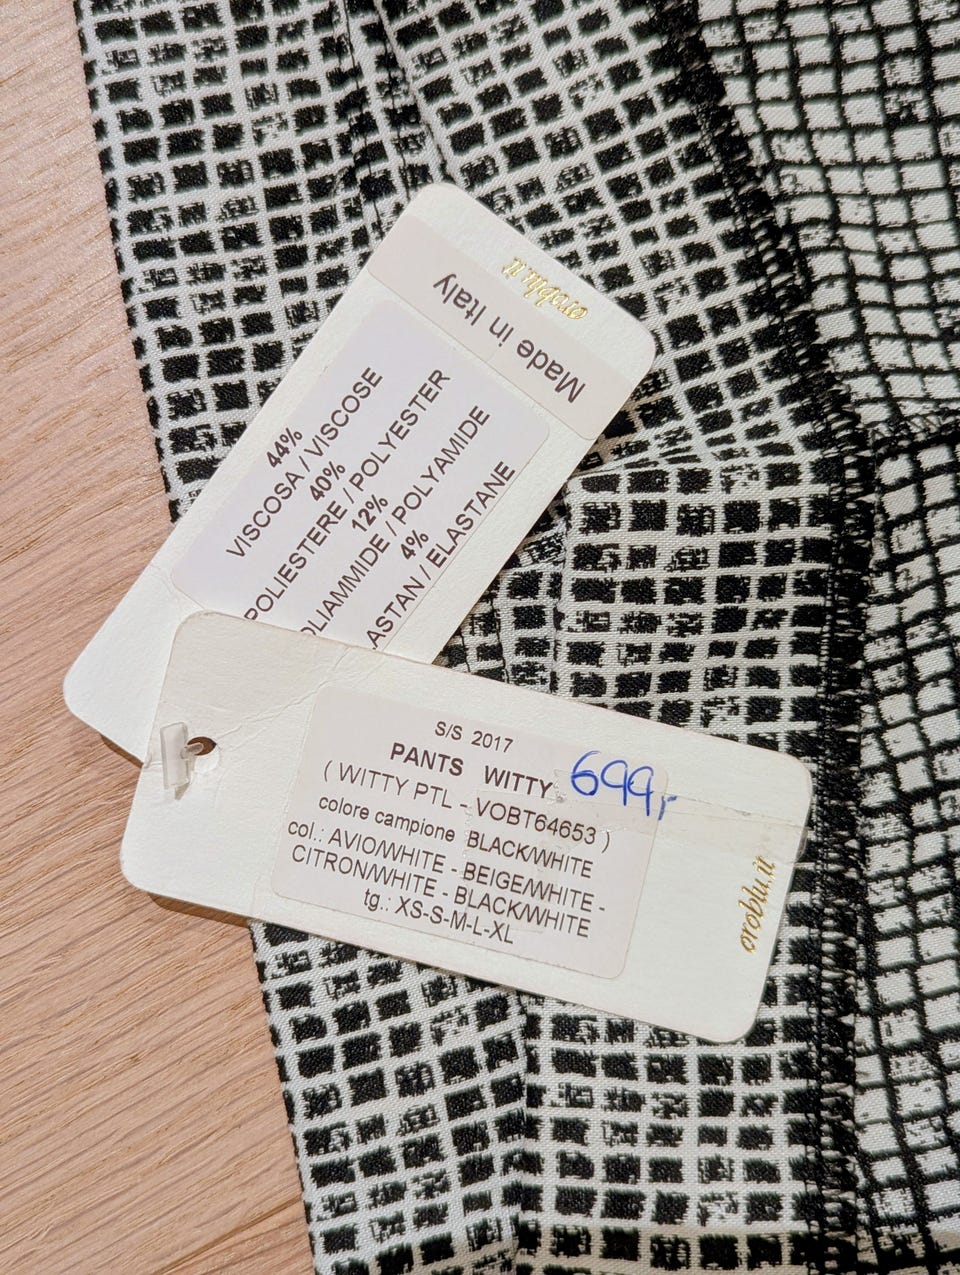 oroblu.it
Made in Italy
44%
VISCOSA / VISCOSE
40%
POLIESTERE / POLYESTER
12%
OLIAMMIDE / POLYAMIDE
4%
ASTAN / ELASTANE
S/S 2017
PANTS WITTY 699,-
( WITTY PTL - VOBT64653 )
colore campione BLACK/WHITE
col.: AVIO/WHITE - BEIGE/WHITE -
CITRON/WHITE - BLACK/WHITE
tg.: XS-S-M-L-XL
oroblu.it